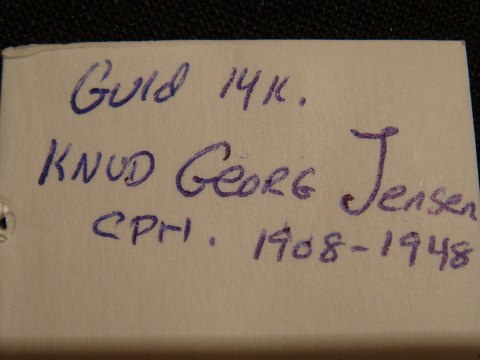 Guld 14K.
KNUD GEORG Jensen
CPH. 1908-1948